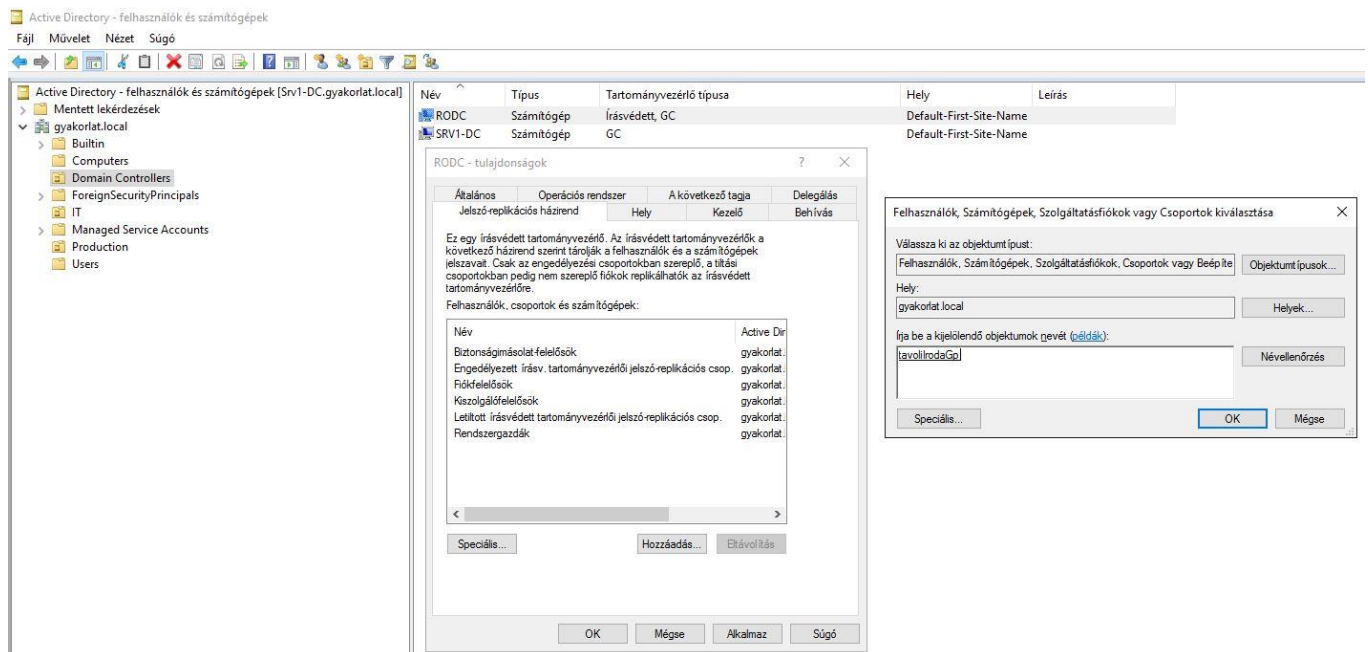 Active Directory - felhasználók és számítógépek
Fájl Művelet Nézet Súgó
Active Directory - felhasználók és számítógépek [Srv1-DC.gyakorlat.local]
Mentett lekérdezések
gyakorlat.local
Builtin
Computers
Domain Controllers
ForeignSecurityPrincipals
IT
Managed Service Accounts
Production
Users
Név Típus Tartományvezérlő típusa Hely Leírás
RODC Számítógép Írásvédett, GC Default-First-Site-Name
SRV1-DC Számítógép GC Default-First-Site-Name
RODC - tulajdonságok
Általános Operációs rendszer A következő tagja Delegálás
Jelszó-replikációs házirend Hely Kezelő Behívás
Ez egy írásvédett tartományvezérlő. Az írásvédett tartományvezérlők a
következő házirend szerint tárolják a felhasználók és a számítógépek
jelszavait. Csak az engedélyezési csoportokban szereplő, a tiltási
csoportokban pedig nem szereplő fiókok replikálhatók az írásvédett
tartományvezérlőre.
Felhasználók, csoportok és számítógépek:
Név Active Dir
Biztonságimásolat-felelősök gyakorlat.
Engedélyezett írásv. tartományvezérlői jelszó-replikációs csop. gyakorlat.
Fiókfelelősök gyakorlat.
Kiszolgálófelelősök gyakorlat.
Letiltott írásvédett tartományvezérlői jelszó-replikációs csop. gyakorlat.
Rendszergazdák gyakorlat.
Speciális... Hozzáadás... Eltávolítás
OK Mégse Alkalmaz Súgó
Felhasználók, Számítógépek, Szolgáltatásfiókok vagy Csoportok kiválasztása
Válassza ki az objektumtípust:
Felhasználók, Számítógépek, Szolgáltatásfiókok, Csoportok vagy Beépíte Objektumtípusok...
Hely:
gyakorlat.local Helyek...
Írja be a kijelölendő objektumok nevét (példák):
tavoliIrodaGp Névellenőrzés
Speciális... OK Mégse